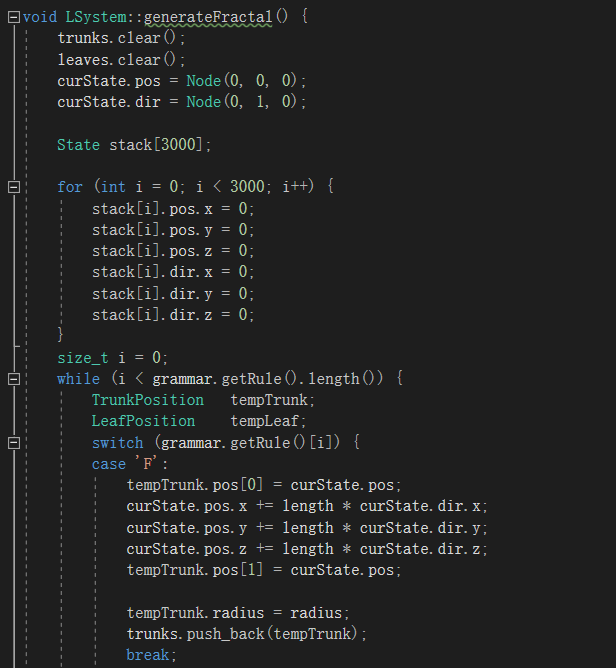 void LSystem::generateFractal() {
trunks.clear();
leaves.clear();
curState.pos = Node(0, 0, 0);
curState.dir = Node(0, 1, 0);
State stack[3000];
for (int i = 0; i < 3000; i++) {
stack[i].pos.x = 0;
stack[i].pos.y = 0;
stack[i].pos.z = 0;
stack[i].dir.x = 0;
stack[i].dir.y = 0;
stack[i].dir.z = 0;
}
size_t i = 0;
while (i < grammar.getRule().length()) {
TrunkPosition tempTrunk;
LeafPosition tempLeaf;
switch (grammar.getRule()[i]) {
case 'F':
tempTrunk.pos[0] = curState.pos;
curState.pos.x += length * curState.dir.x;
curState.pos.y += length * curState.dir.y;
curState.pos.z += length * curState.dir.z;
tempTrunk.pos[1] = curState.pos;
tempTrunk.radius = radius;
trunks.push_back(tempTrunk);
break;